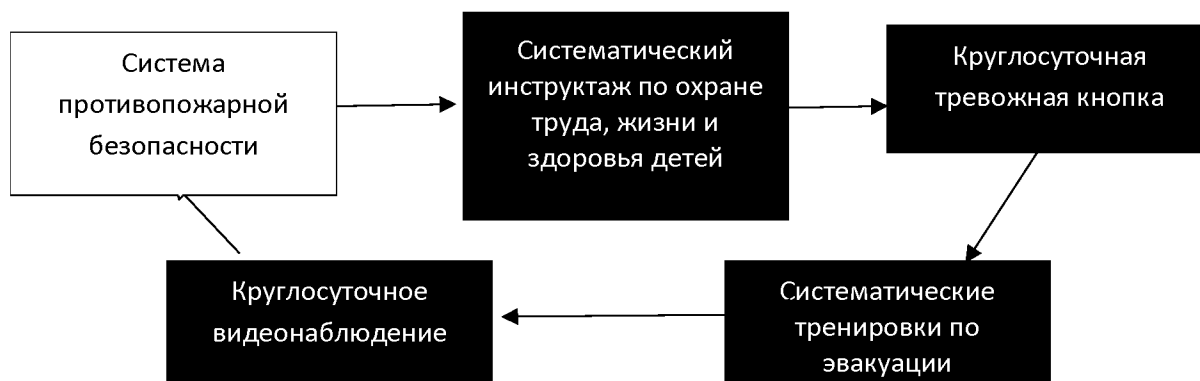 Система
противопожарной
безопасности
Систематический
инструктаж по охране
труда, жизни и
здоровья детей
Круглосуточная
тревожная кнопка
Круглосуточное
видеонаблюдение
Систематические
тренировки по
эвакуации